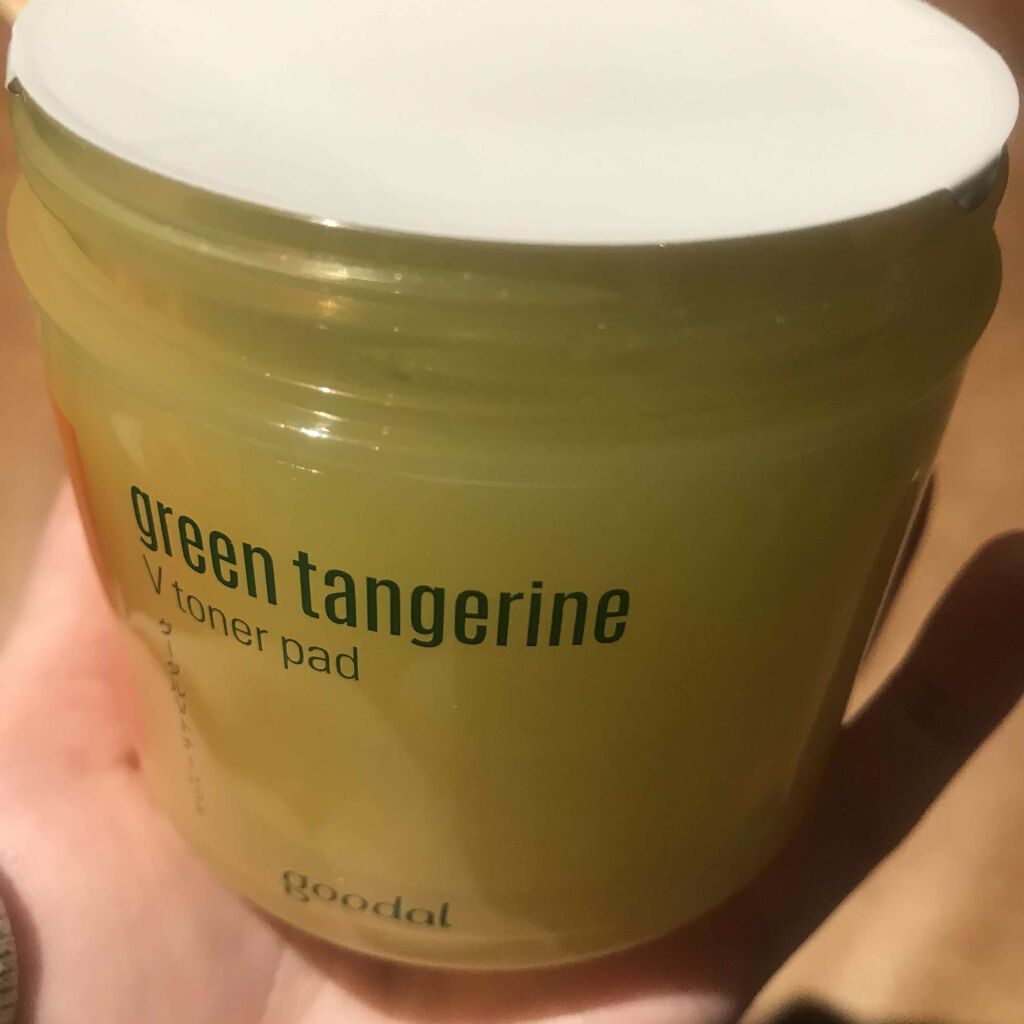 green tangerine
V toner pad
goodal